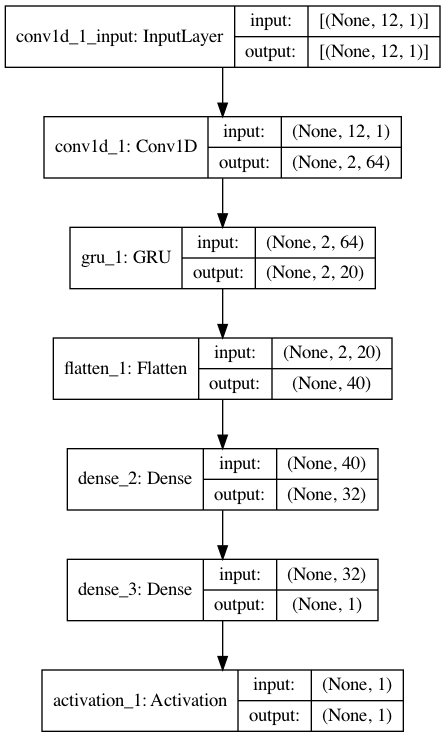 conv1d_1_input: InputLayer
input: [(None, 12, 1)]
output: [(None, 12, 1)]
conv1d_1: Conv1D
input: (None, 12, 1)
output: (None, 2, 64)
gru_1: GRU
input: (None, 2, 64)
output: (None, 2, 20)
flatten_1: Flatten
input: (None, 2, 20)
output: (None, 40)
dense_2: Dense
input: (None, 40)
output: (None, 32)
dense_3: Dense
input: (None, 32)
output: (None, 1)
activation_1: Activation
input: (None, 1)
output: (None, 1)